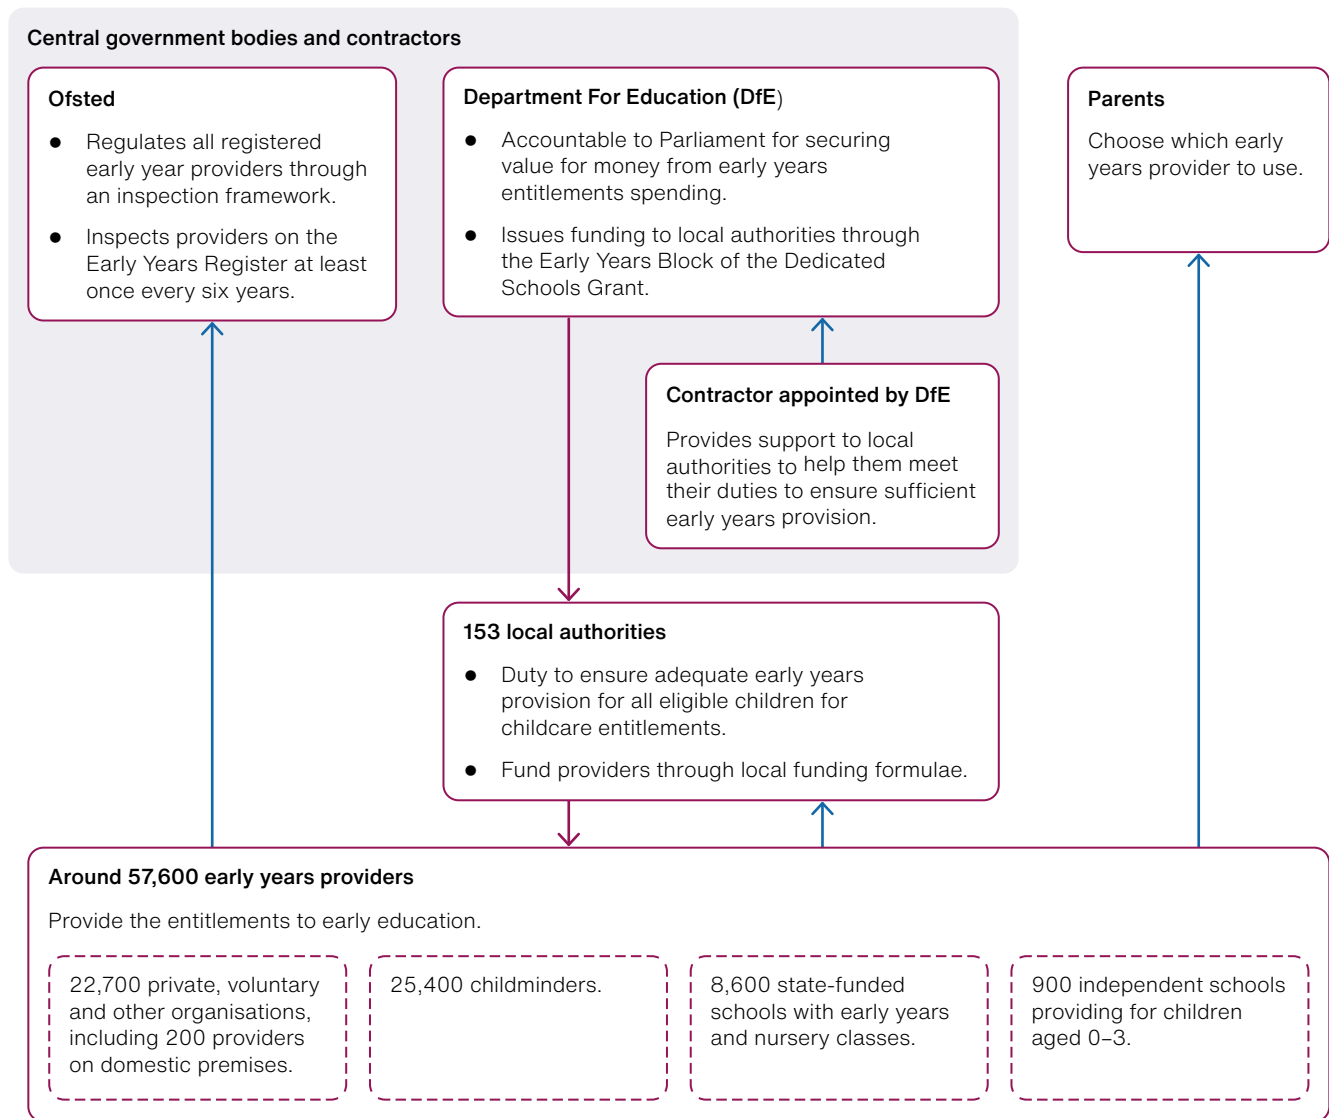 Central government bodies and contractors
Ofsted
● Regulates all registered
early year providers through
an inspection framework.
● Inspects providers on the
Early Years Register at least
once every six years.
Department For Education (DfE)
● Accountable to Parliament for securing
value for money from early years
entitlements spending.
● Issues funding to local authorities through
the Early Years Block of the Dedicated
Schools Grant.
Parents
Choose which early
years provider to use.
Contractor appointed by DfE
Provides support to local
authorities to help them meet
their duties to ensure sufficient
early years provision.
153 local authorities
● Duty to ensure adequate early years
provision for all eligible children for
childcare entitlements.
● Fund providers through local funding formulae.
Around 57,600 early years providers
Provide the entitlements to early education.
22,700 private, voluntary
and other organisations,
including 200 providers
on domestic premises.
25,400 childminders.
8,600 state-funded
schools with early years
and nursery classes.
900 independent schools
providing for children
aged 0–3.